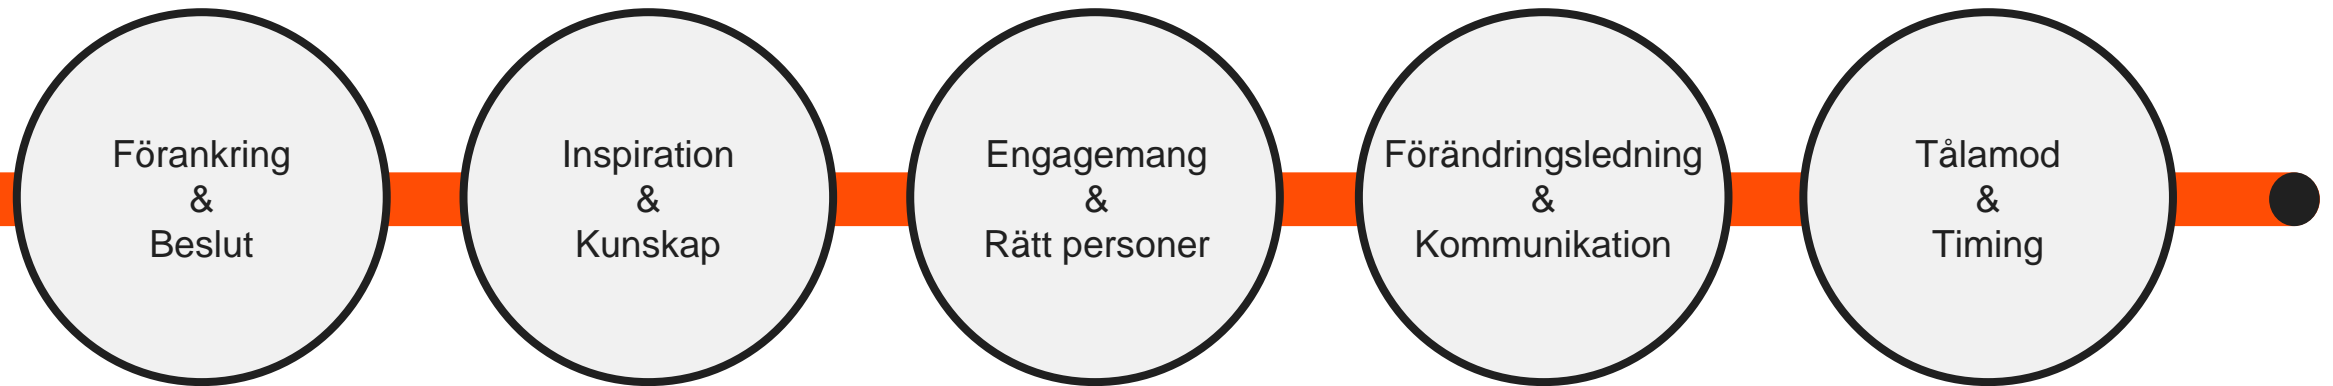 Förankring
&
Beslut
Inspiration
&
Kunskap
Engagemang
&
Rätt personer
Förändringsledning
&
Kommunikation
Tålamod
&
Timing